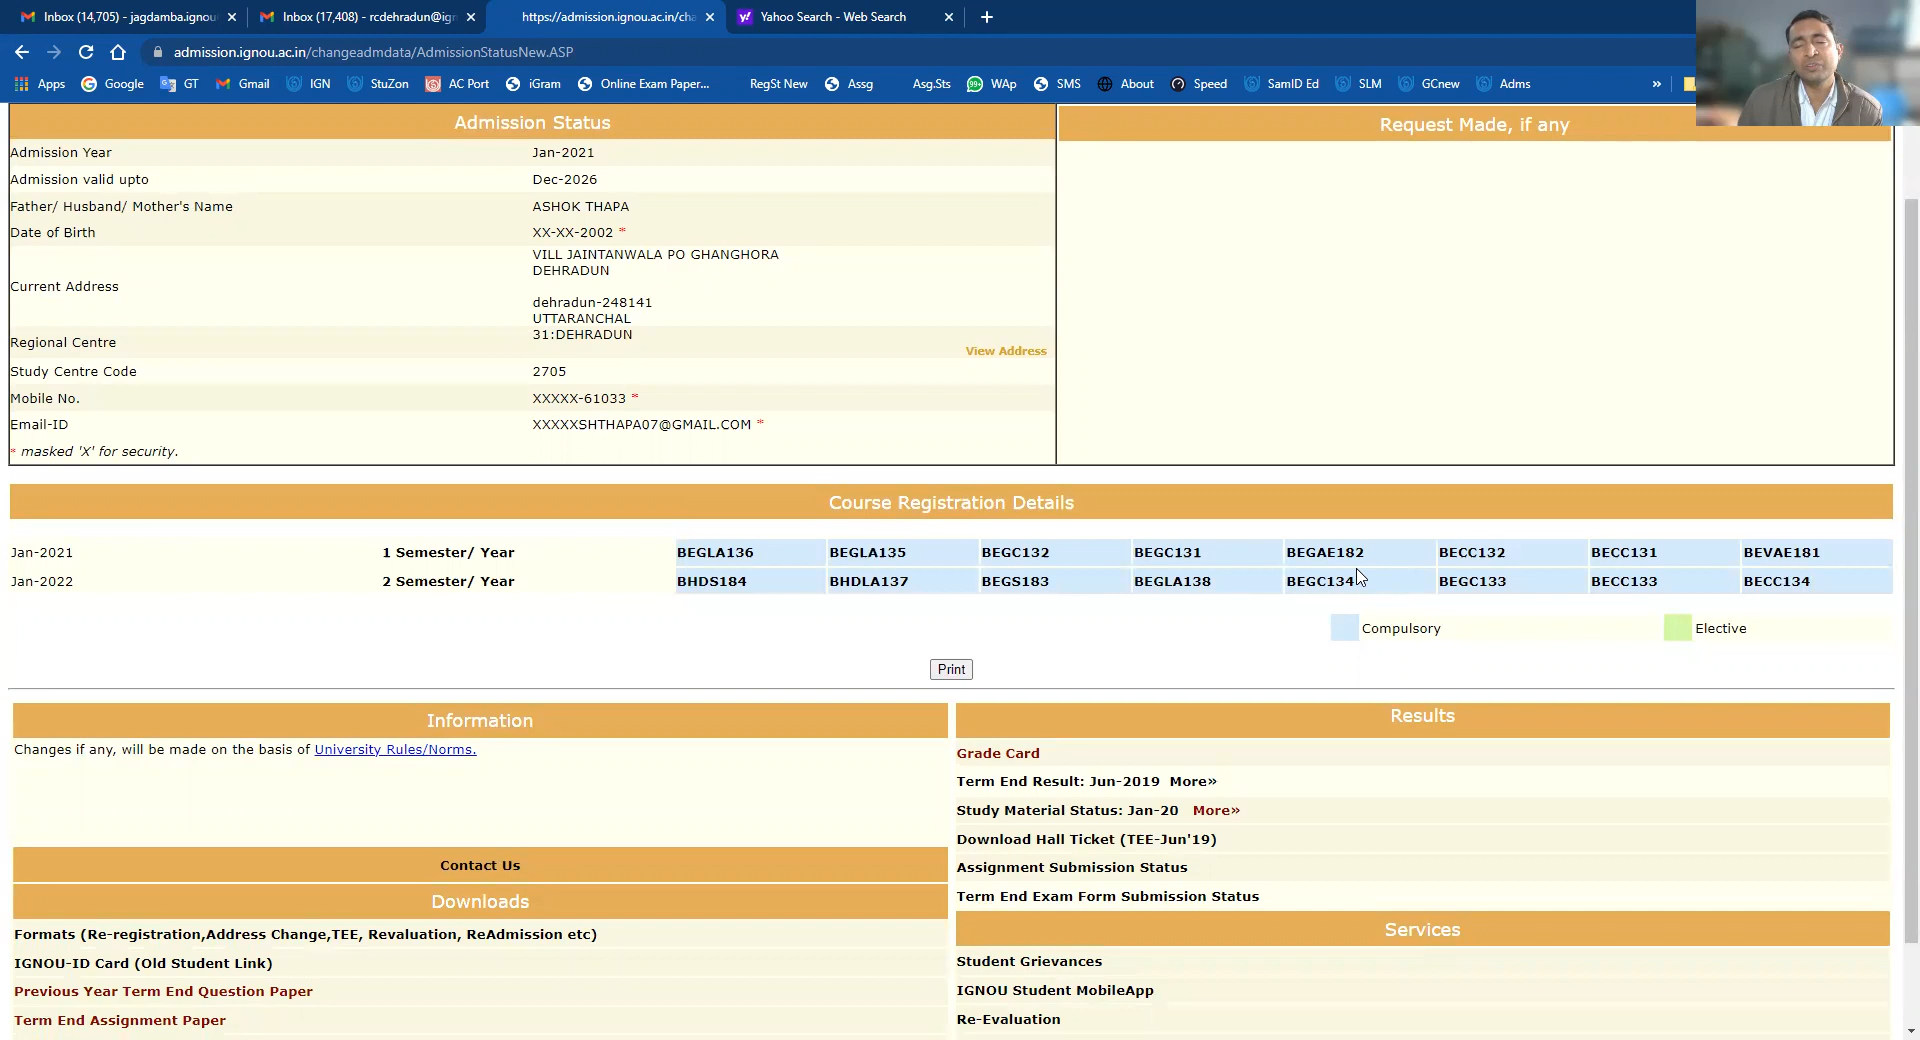 Inbox (14,705) - jagdamba.ignou
Inbox (17,408) - rcdehradun@ign
https://admission.ignou.ac.in/cha
Yahoo Search - Web Search
admission.ignou.ac.in/changeadmdata/AdmissionStatusNew.ASP
Apps Google GT Gmail IGN StuZon AC Port iGram Online Exam Paper... RegSt New Assg Asg.Sts 99+ WAp SMS About Speed SamID Ed SLM GCnew Adms »
Admission Status
Admission Year Jan-2021
Admission valid upto Dec-2026
Father/ Husband/ Mother's Name ASHOK THAPA
Date of Birth XX-XX-2002 *
Current Address VILL JAINTANWALA PO GHANGHORA
DEHRADUN
dehradun-248141
UTTARANCHAL
Regional Centre 31:DEHRADUN
View Address
Study Centre Code 2705
Mobile No. XXXXX-61033 *
Email-ID XXXXXSHTHAPA07@GMAIL.COM *
* masked 'X' for security.
Request Made, if any
Course Registration Details
Jan-2021 1 Semester/ Year BEGLA136 BEGLA135 BEGC132 BEGC131 BEGAE182 BECC132 BECC131 BEVAE181
Jan-2022 2 Semester/ Year BHDS184 BHDLA137 BEGS183 BEGLA138 BEGC134 BEGC133 BECC133 BECC134
Compulsory Elective
Print
Information
Changes if any, will be made on the basis of University Rules/Norms.
Contact Us
Downloads
Formats (Re-registration,Address Change,TEE, Revaluation, ReAdmission etc)
IGNOU-ID Card (Old Student Link)
Previous Year Term End Question Paper
Term End Assignment Paper
Results
Grade Card
Term End Result: Jun-2019 More»
Study Material Status: Jan-20 More»
Download Hall Ticket (TEE-Jun'19)
Assignment Submission Status
Term End Exam Form Submission Status
Services
Student Grievances
IGNOU Student MobileApp
Re-Evaluation